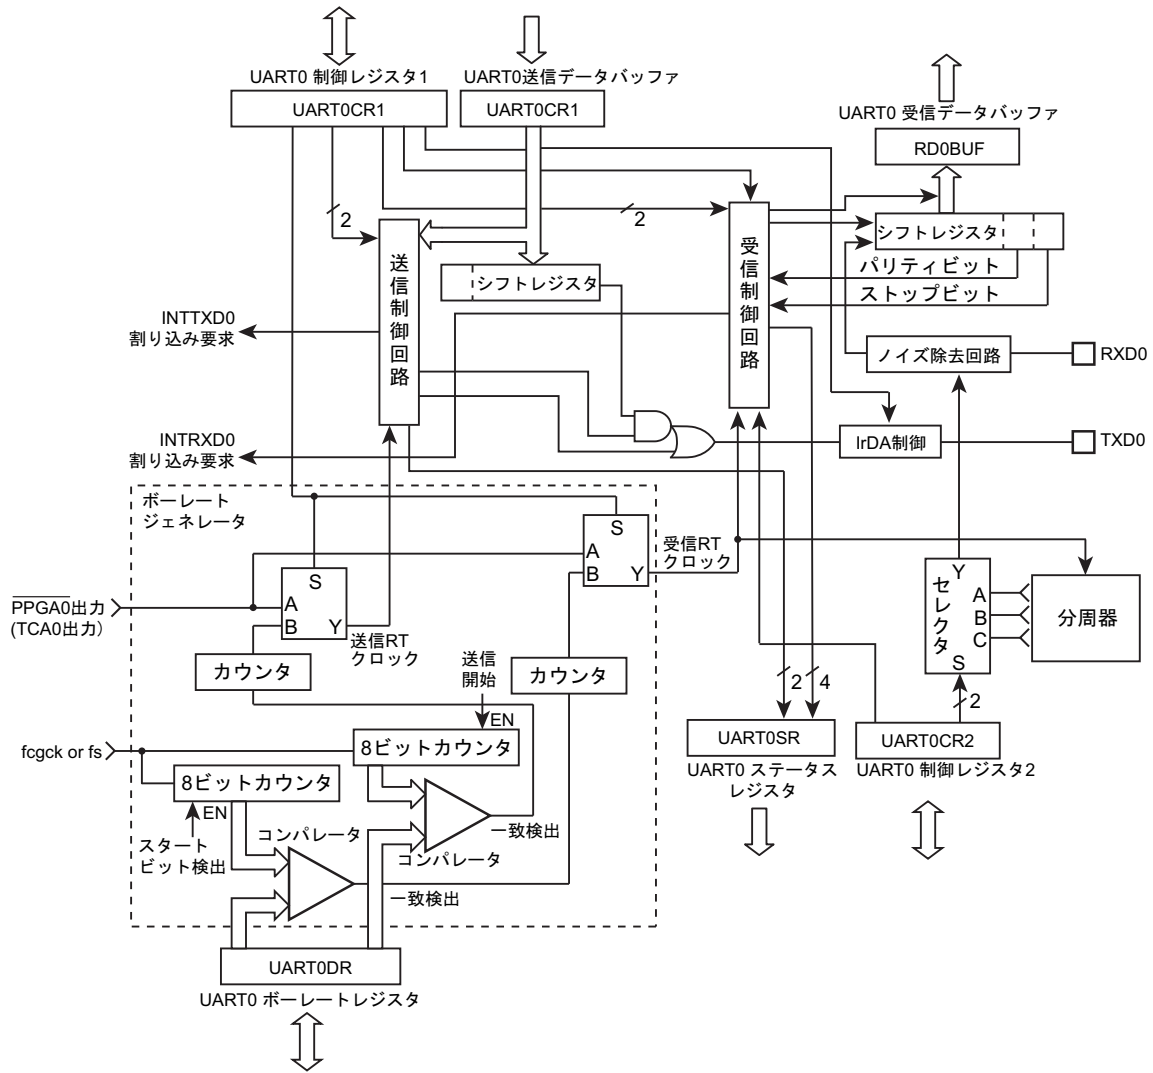 UART0 制御レジスタ1
UART0CR1
UART0送信データバッファ
UART0CR1
UART0 受信データバッファ
RD0BUF
2
2
送信制御回路
シフトレジスタ
受信制御回路
シフトレジスタ
パリティビット
ストップビット
INTTXD0
割り込み要求
ノイズ除去回路
RXD0
INTRXD0
割り込み要求
IrDA制御
TXD0
ボーレート
ジェネレータ
S
A
B
Y
受信RT
クロック
S
A
B
Y
PPGA0出力
(TCA0出力)
送信RT
クロック
Y
セレクタ
A
B
C
S
分周器
カウンタ
送信
開始
カウンタ
2
4
2
EN
fcgck or fs
8ビットカウンタ
UART0SR
UART0 ステータス
レジスタ
UART0CR2
UART0 制御レジスタ2
8ビットカウンタ
EN
スタート
ビット検出
コンパレータ
一致検出
コンパレータ
一致検出
UART0DR
UART0 ボーレートレジスタ